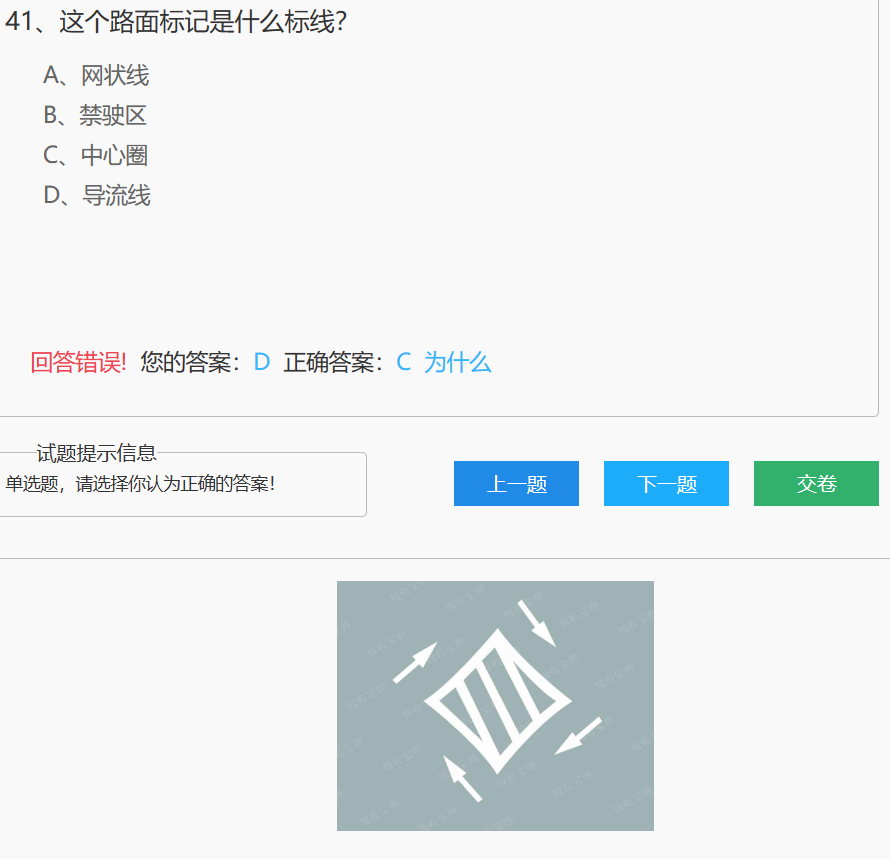 41、这个路面标记是什么标线？
A、网状线
B、禁驶区
C、中心圈
D、导流线
回答错误! 您的答案：D 正确答案：C 为什么
试题提示信息
单选题，请选择你认为正确的答案！
上一题 下一题 交卷